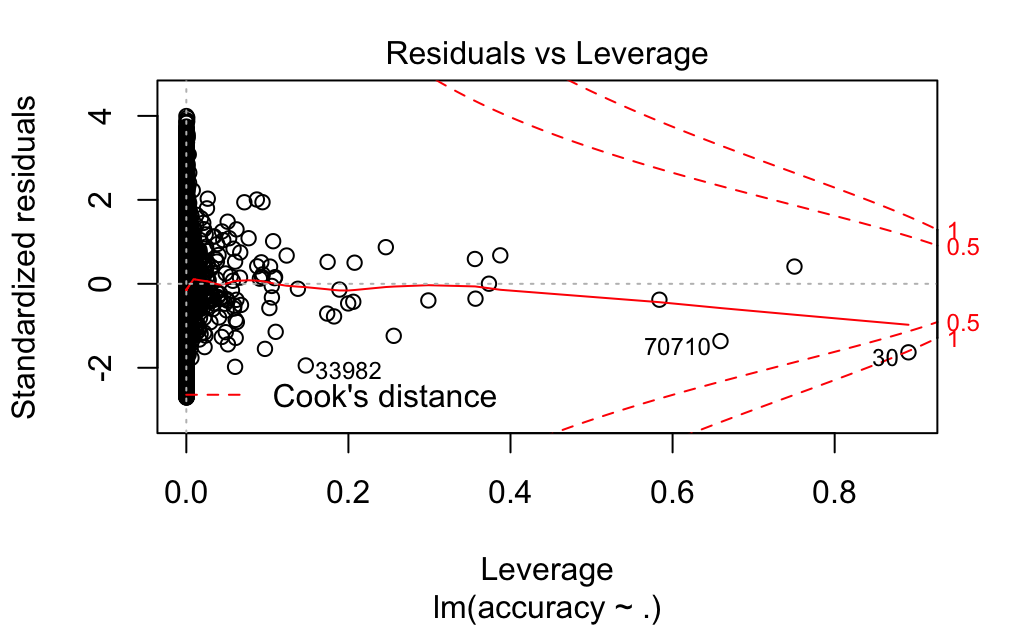 Residuals vs Leverage
Standardized residuals
4
2
0
-2
1
0.5
0.5
1
70710
30
33982
Cook's distance
0.0 0.2 0.4 0.6 0.8
Leverage
lm(accuracy ~ .)